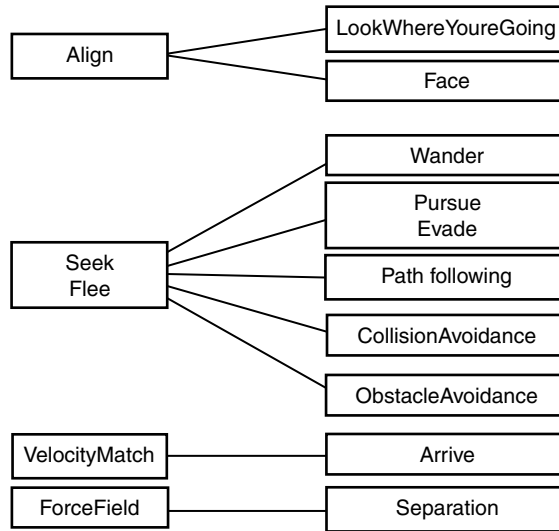 Align
LookWhereYoureGoing
Face
Seek
Flee
Wander
Pursue
Evade
Path following
CollisionAvoidance
ObstacleAvoidance
VelocityMatch
Arrive
ForceField
Separation